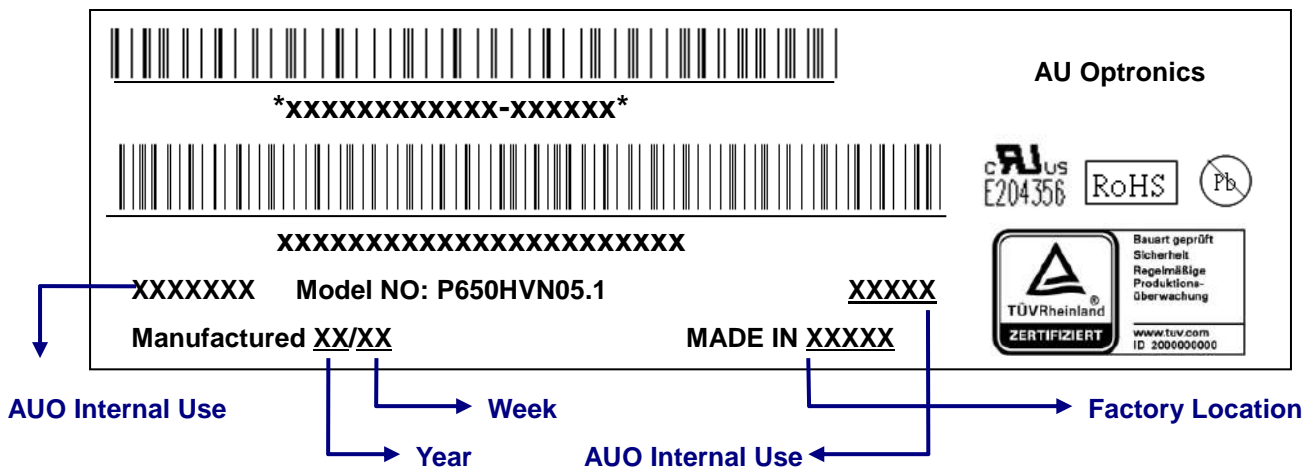 AU Optronics
*xxxxxxxxxxxx-xxxxxx*
xxxxxxxxxxxxxxxxxxxxxxx
c RU US
E204356
RoHS
Pb
TÜVRheinland®
ZERTIFIZIERT
Bauart geprüft
Sicherheit
Regelmäßige
Produktions-
überwachung
www.tuv.com
ID 2000000000
XXXXXXX Model NO: P650HVN05.1 XXXXX
Manufactured XX/XX MADE IN XXXXX
AUO Internal Use
Week
Factory Location
Year
AUO Internal Use